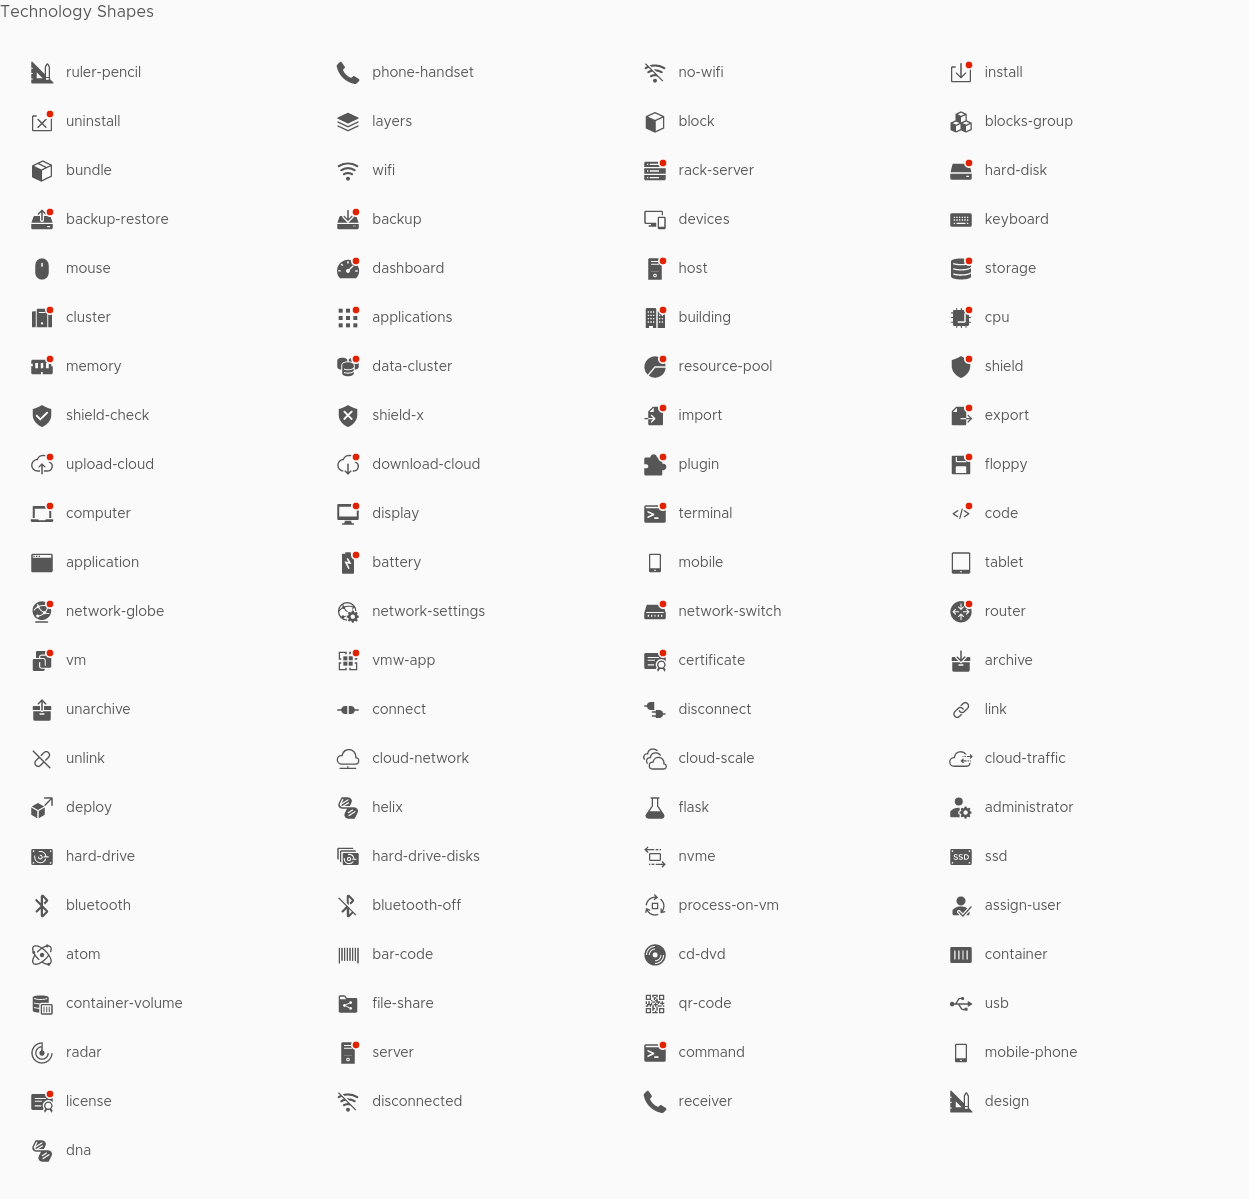 Technology Shapes
ruler-pencil phone-handset no-wifi install
uninstall layers block blocks-group
bundle wifi rack-server hard-disk
backup-restore backup devices keyboard
mouse dashboard host storage
cluster applications building cpu
memory data-cluster resource-pool shield
shield-check shield-x import export
upload-cloud download-cloud plugin floppy
computer display terminal code
application battery mobile tablet
network-globe network-settings network-switch router
vm vmw-app certificate archive
unarchive connect disconnect link
unlink cloud-network cloud-scale cloud-traffic
deploy helix flask administrator
hard-drive hard-drive-disks nvme SSD ssd
bluetooth bluetooth-off process-on-vm assign-user
atom bar-code cd-dvd container
container-volume file-share qr-code usb
radar server command mobile-phone
license disconnected receiver design
dna